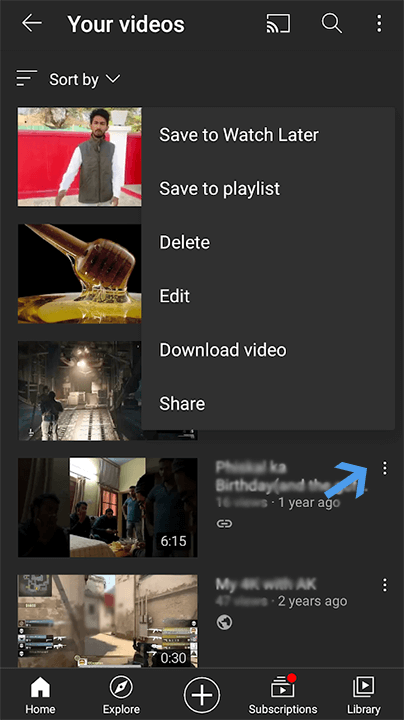 Your videos
Sort by
Save to Watch Later
Save to playlist
Delete
Edit
Download video
Share
Phiskal ka
Birthday(and the
16 views · 1 year ago
6:15
My 4K with AK
47 views · 2 years ago
0:30
Home
Explore
Subscriptions
Library